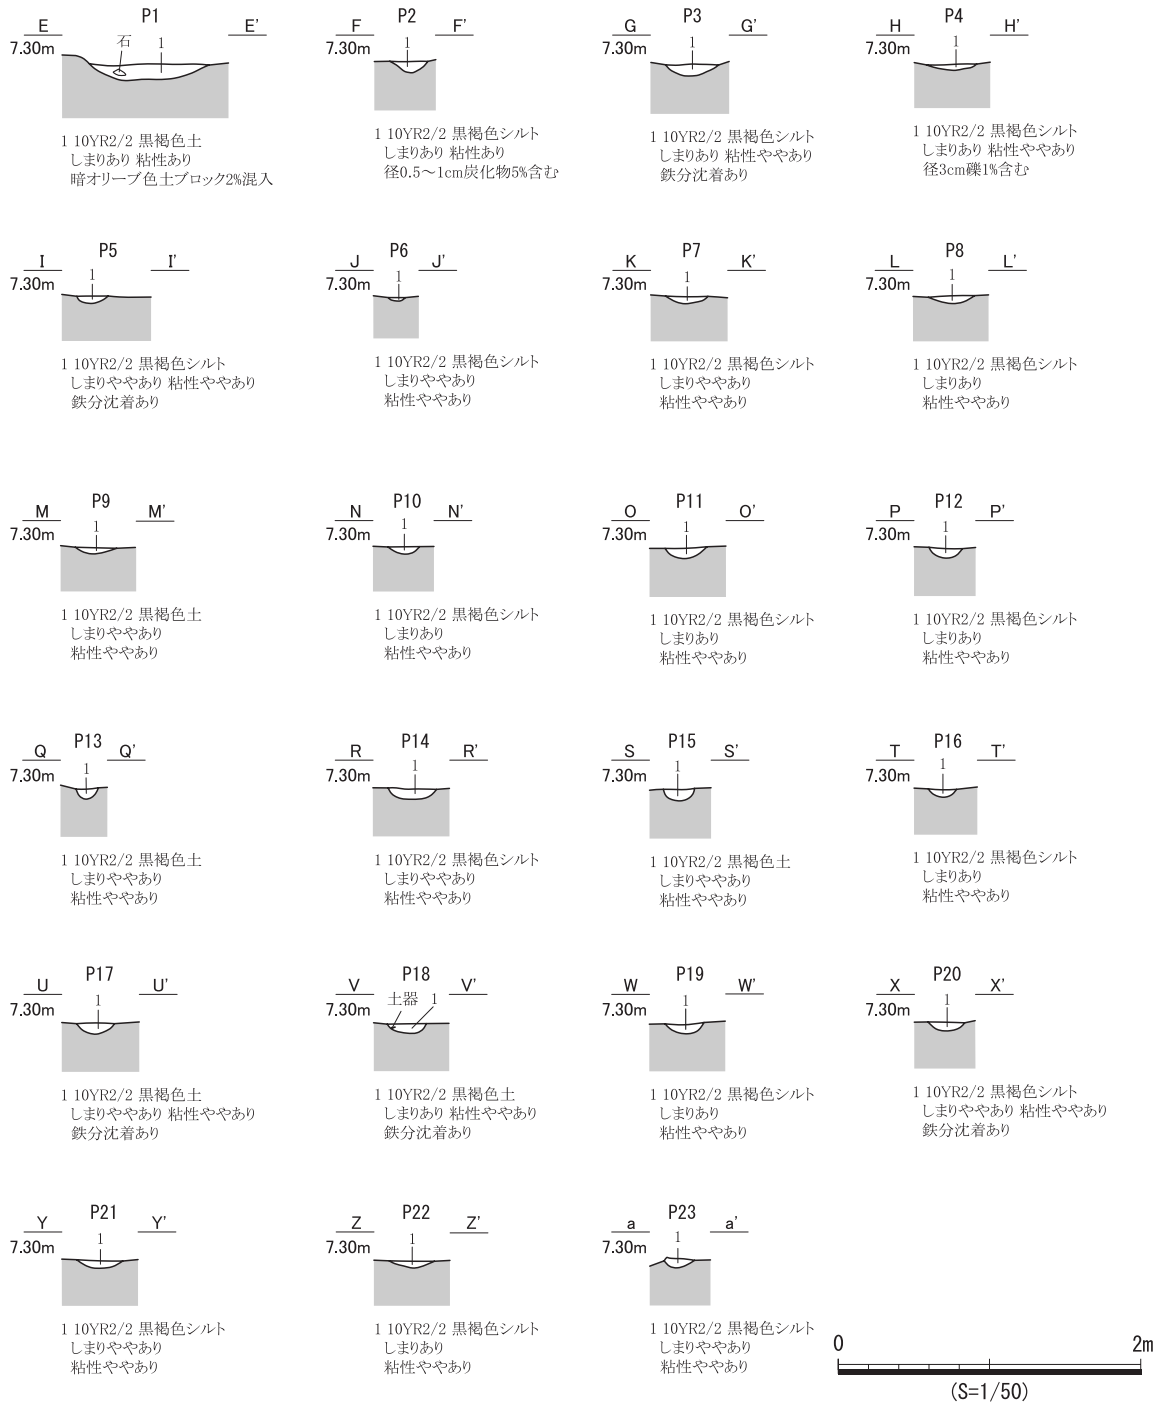 P1
E 石 1 E'
7.30m
1 10YR2/2 黒褐色土
しまりあり 粘性あり
暗オリーブ色土ブロック2%混入
P2
F 1 F'
7.30m
1 10YR2/2 黒褐色シルト
しまりあり 粘性あり
径0.5～1cm炭化物5%含む
P3
G 1 G'
7.30m
1 10YR2/2 黒褐色シルト
しまりあり 粘性ややあり
鉄分沈着あり
P4
H 1 H'
7.30m
1 10YR2/2 黒褐色シルト
しまりあり 粘性ややあり
径3cm礫1%含む
P5
I 1 I'
7.30m
1 10YR2/2 黒褐色シルト
しまりややあり 粘性ややあり
鉄分沈着あり
P6
J 1 J'
7.30m
1 10YR2/2 黒褐色シルト
しまりややあり
粘性ややあり
P7
K 1 K'
7.30m
1 10YR2/2 黒褐色シルト
しまりややあり
粘性ややあり
P8
L 1 L'
7.30m
1 10YR2/2 黒褐色シルト
しまりあり
粘性ややあり
P9
M 1 M'
7.30m
1 10YR2/2 黒褐色土
しまりややあり
粘性ややあり
P10
N 1 N'
7.30m
1 10YR2/2 黒褐色シルト
しまりあり
粘性ややあり
P11
O 1 O'
7.30m
1 10YR2/2 黒褐色シルト
しまりあり
粘性ややあり
P12
P 1 P'
7.30m
1 10YR2/2 黒褐色シルト
しまりあり
粘性ややあり
P13
Q 1 Q'
7.30m
1 10YR2/2 黒褐色土
しまりややあり
粘性ややあり
P14
R 1 R'
7.30m
1 10YR2/2 黒褐色シルト
しまりややあり
粘性ややあり
P15
S 1 S'
7.30m
1 10YR2/2 黒褐色土
しまりややあり
粘性ややあり
P16
T 1 T'
7.30m
1 10YR2/2 黒褐色シルト
しまりあり
粘性ややあり
P17
U 1 U'
7.30m
1 10YR2/2 黒褐色土
しまりややあり 粘性ややあり
鉄分沈着あり
P18
V 土器 1 V'
7.30m
1 10YR2/2 黒褐色土
しまりあり 粘性ややあり
鉄分沈着あり
P19
W 1 W'
7.30m
1 10YR2/2 黒褐色シルト
しまりあり
粘性ややあり
P20
X 1 X'
7.30m
1 10YR2/2 黒褐色シルト
しまりややあり 粘性ややあり
鉄分沈着あり
P21
Y 1 Y'
7.30m
1 10YR2/2 黒褐色シルト
しまりややあり
粘性ややあり
P22
Z 1 Z'
7.30m
1 10YR2/2 黒褐色シルト
しまりあり
粘性ややあり
P23
a 1 a'
7.30m
1 10YR2/2 黒褐色シルト
しまりややあり
粘性ややあり
0 2m
(S=1/50)